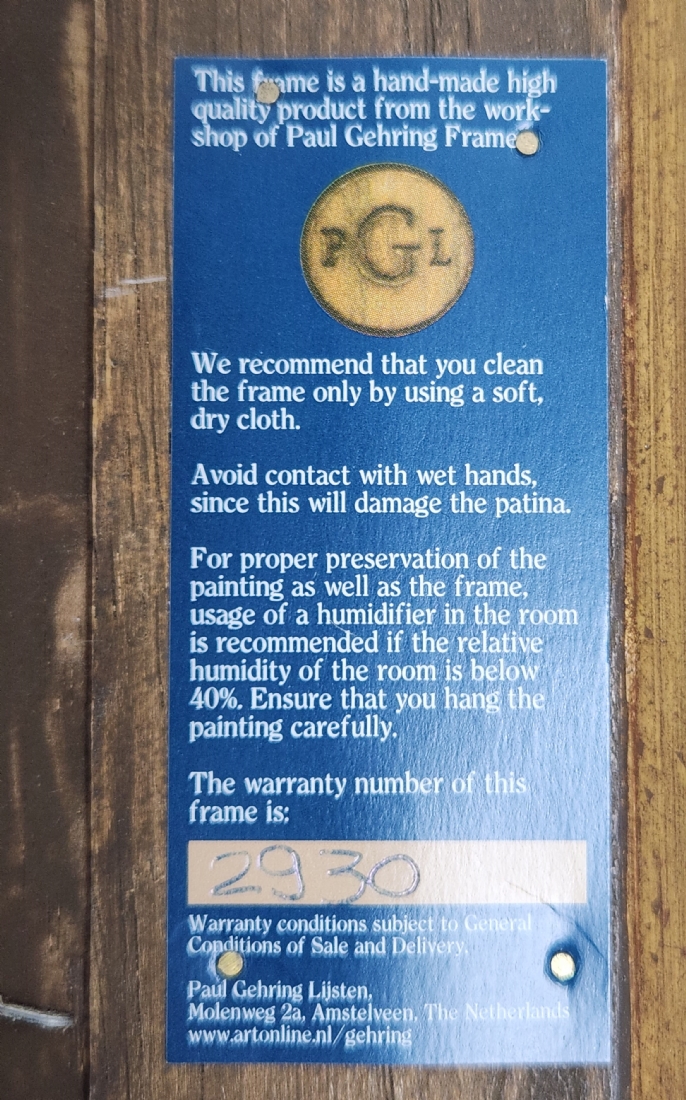 This frame is a hand-made high
quality product from the work-
shop of Paul Gehring Frames
P G L
We recommend that you clean
the frame only by using a soft,
dry cloth.
Avoid contact with wet hands,
since this will damage the patina.
For proper preservation of the
painting as well as the frame,
usage of a humidifier in the room
is recommended if the relative
humidity of the room is below
40%. Ensure that you hang the
painting carefully.
The warranty number of this
frame is:
2930
Warranty conditions subject to General
Conditions of Sale and Delivery.
Paul Gehring Lijsten,
Molenweg 2a, Amstelveen, The Netherlands
www.artonline.nl/gehring